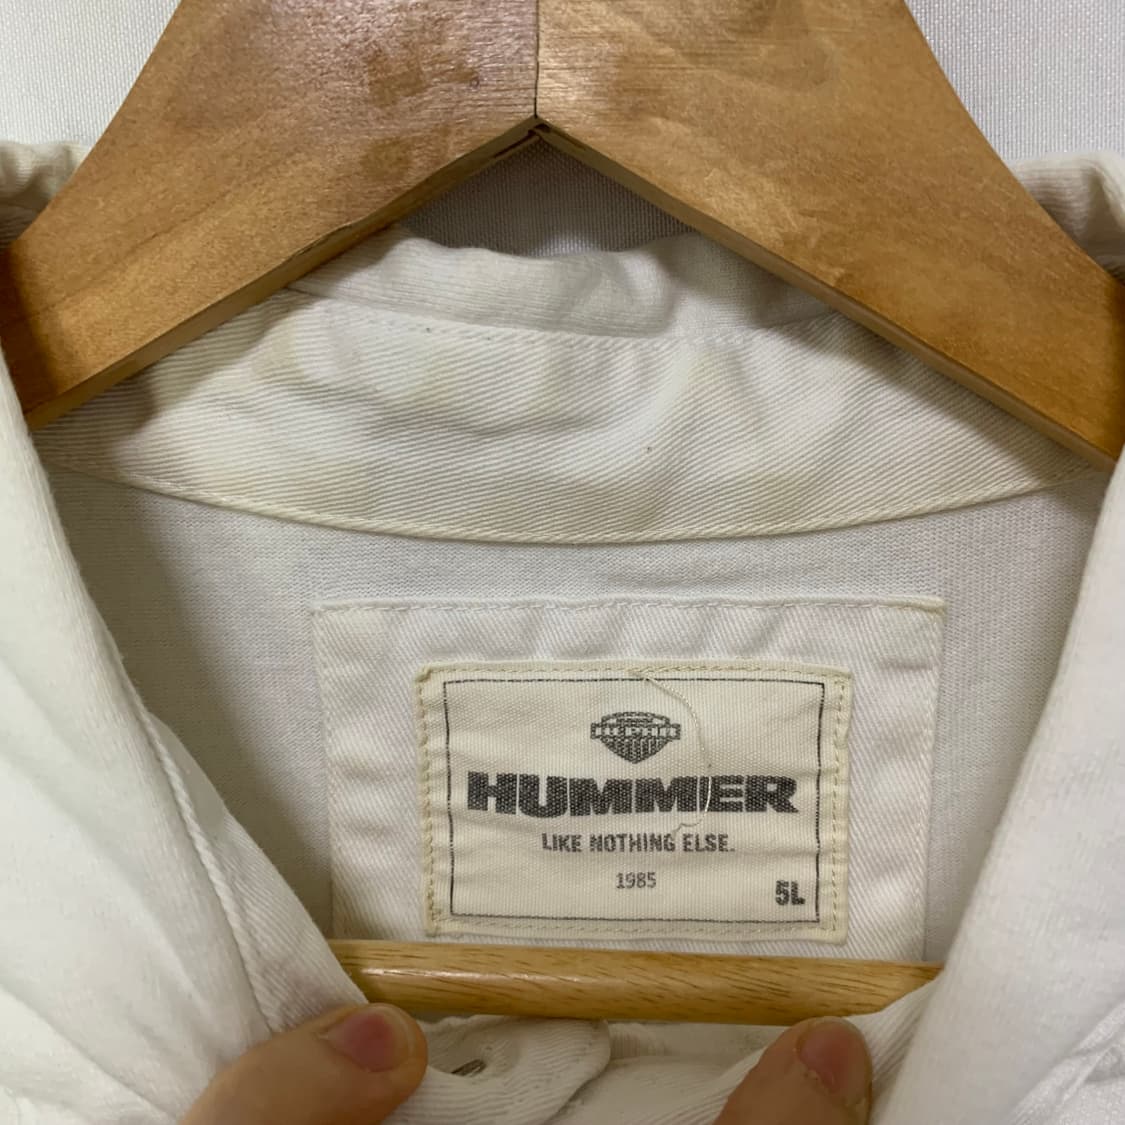 HUMMER
LIKE NOTHING ELSE.
1985
5L